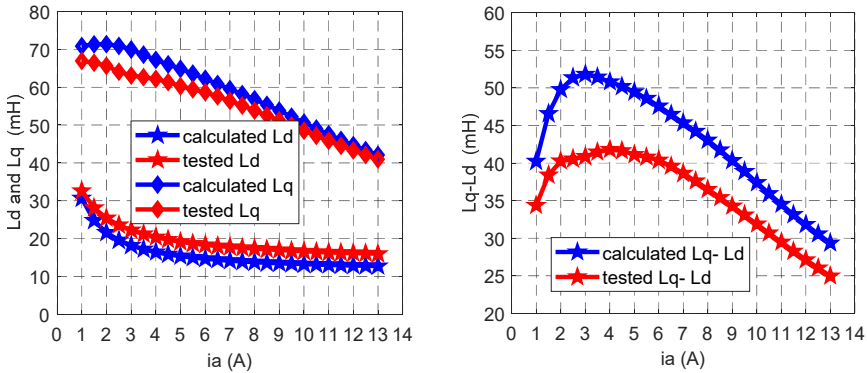 Ld and Lq (mH)
80
70
60
50
40
30
20
10
0
calculated Ld
tested Ld
calculated Lq
tested Lq
0 1 2 3 4 5 6 7 8 9 10 11 12 13 14
ia (A)
Lq-Ld (mH)
60
55
50
45
40
35
30
25
20
calculated Lq- Ld
tested Lq- Ld
0 1 2 3 4 5 6 7 8 9 10 11 12 13 14
ia (A)